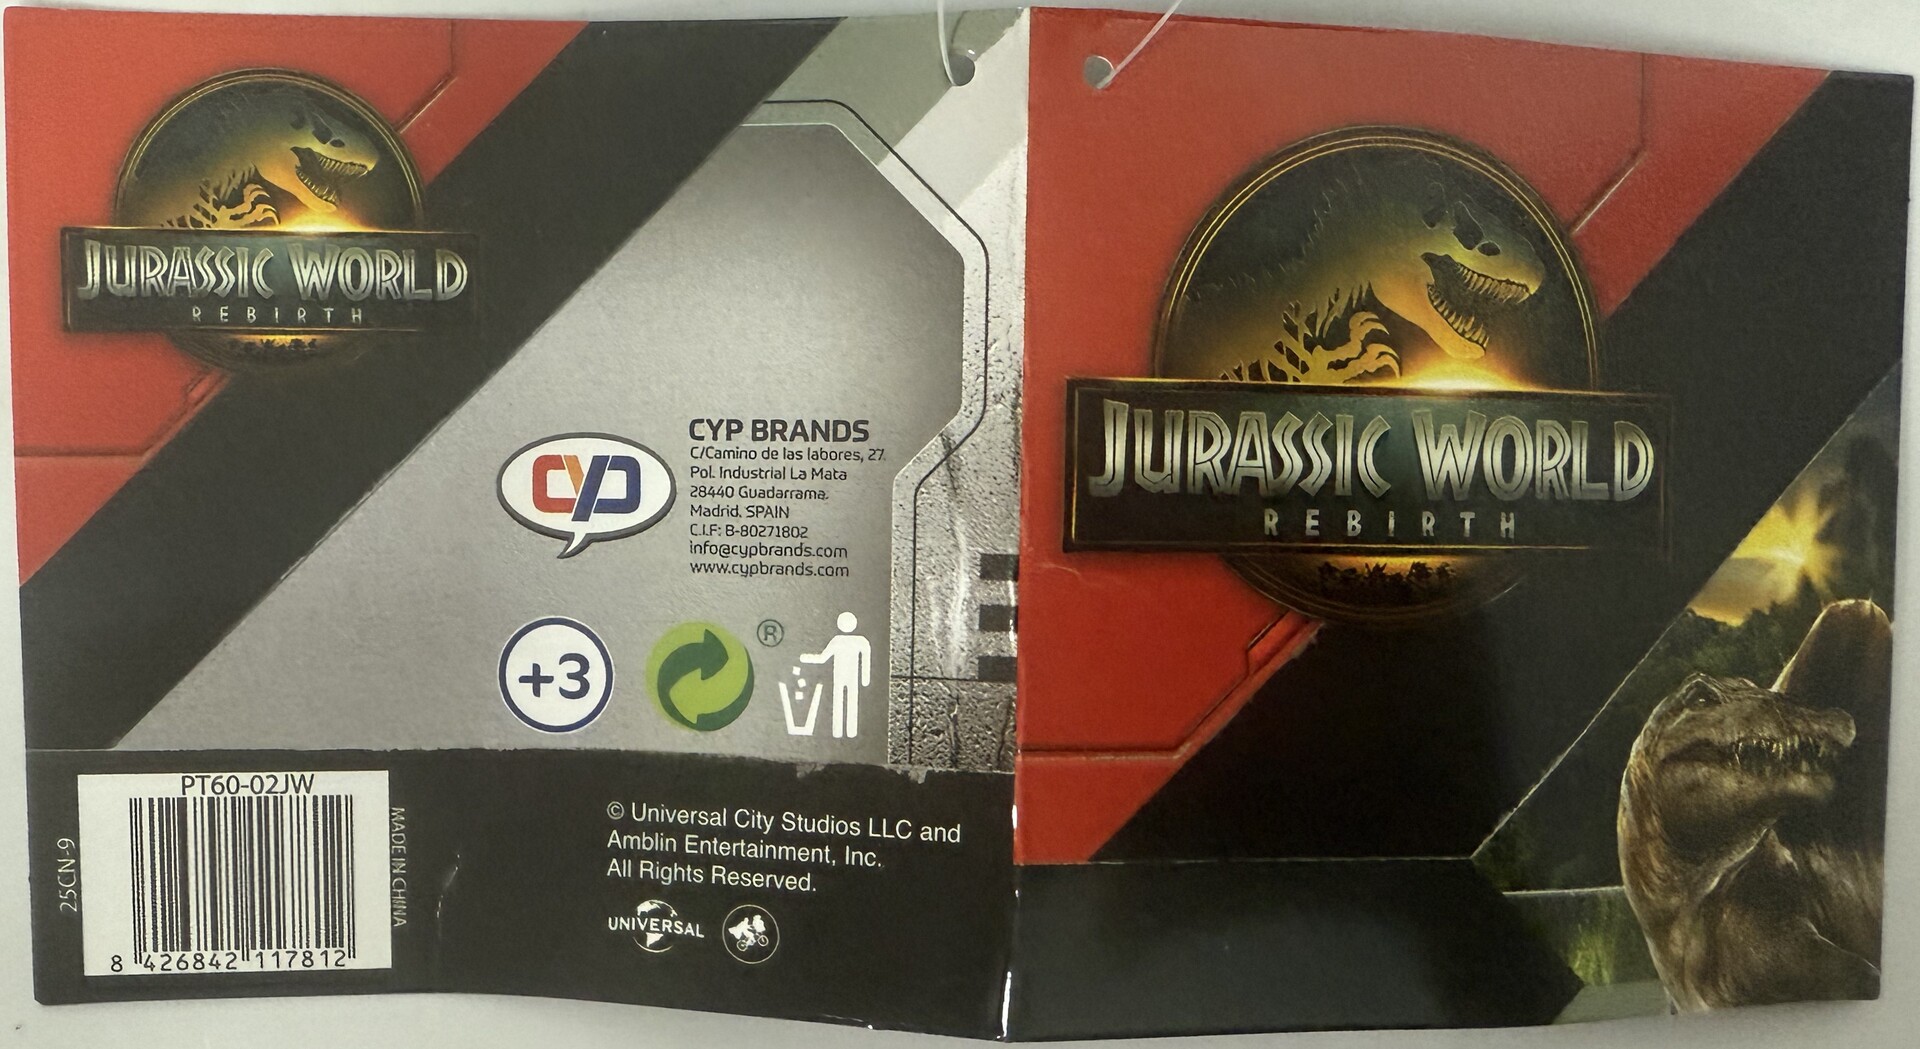 JURASSIC WORLD
REBIRTH
CYP
CYP BRANDS
C/Camino de las labores, 27.
Pol. Industrial La Mata
28440 Guadarrama.
Madrid. SPAIN
C.I.F: B-80271802
info@cypbrands.com
www.cypbrands.com
+3
®
PT60-02JW
25CN-9
MADE IN CHINA
8 426842 117812
© Universal City Studios LLC and
Amblin Entertainment, Inc.
All Rights Reserved.
UNIVERSAL
JURASSIC WORLD
REBIRTH